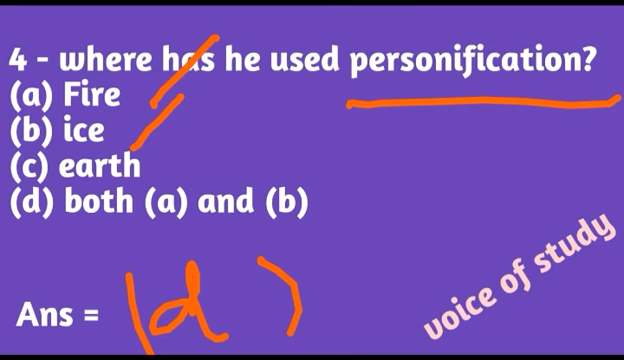 4 - where has he used personification?
(a) Fire
(b) ice
(c) earth
(d) both (a) and (b)
Ans = (d)
voice of study